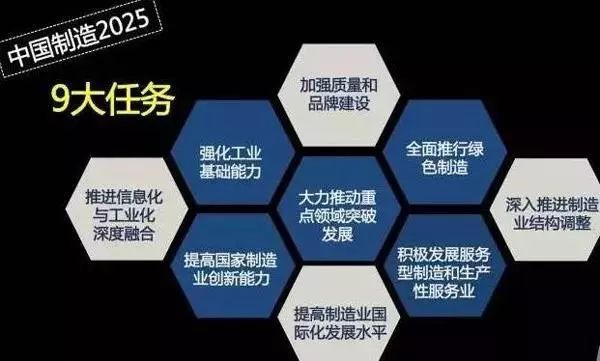 中国制造2025
9大任务
加强质量和
品牌建设
强化工业
基础能力
全面推行绿
色制造
推进信息化
与工业化
深度融合
大力推动重
点领域突破
发展
深入推进制造
业结构调整
提高国家制造
业创新能力
积极发展服务
型制造和生产
性服务业
提高制造业国
际化发展水平